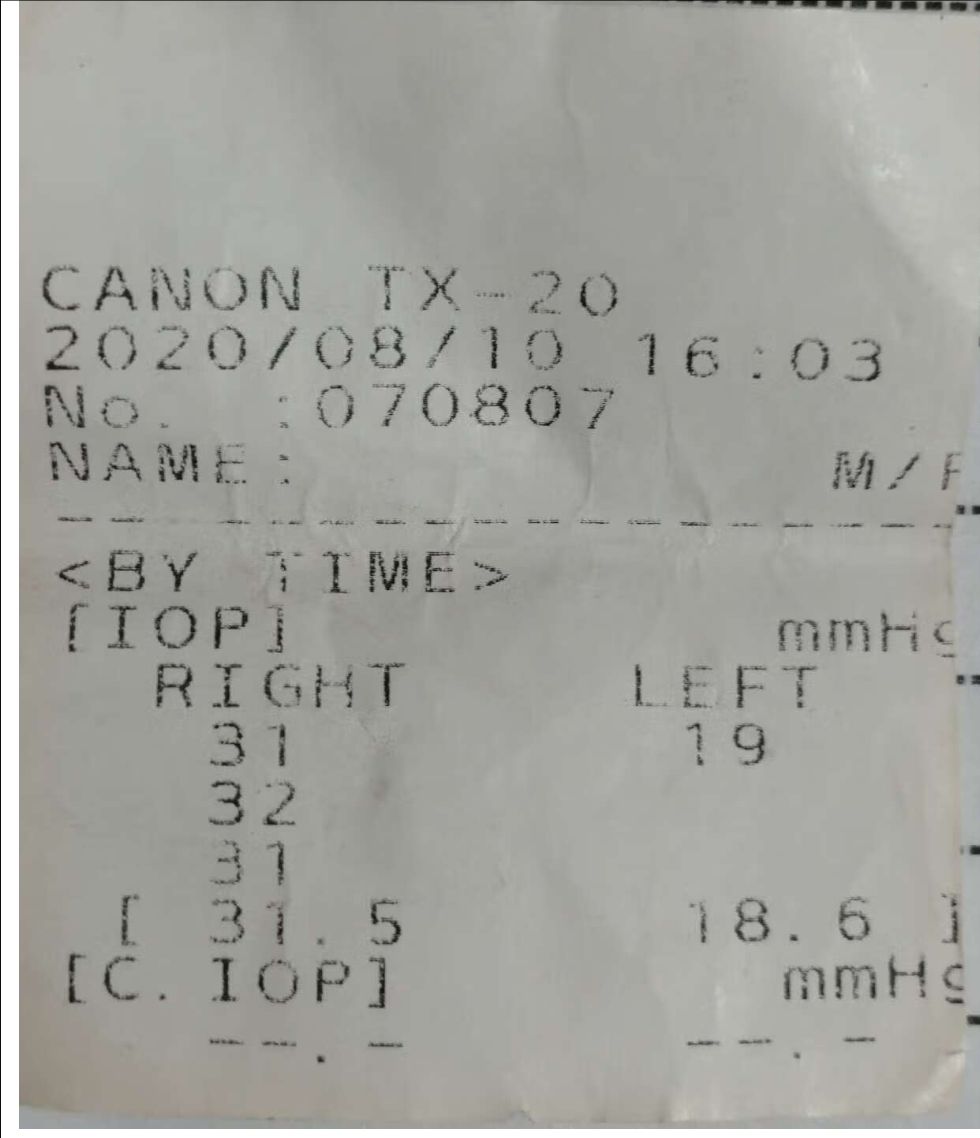 CANON TX-20
2020/08/10 16:03
No. :070807
NAME: M/F
- - - - - - - - - - - - - - - - - -
<BY TIME>
[IOP] mmHg
RIGHT LEFT
31 19
32
31
[ 31.5 18.6 ]
[C.IOP] mmHg
--.- --.-